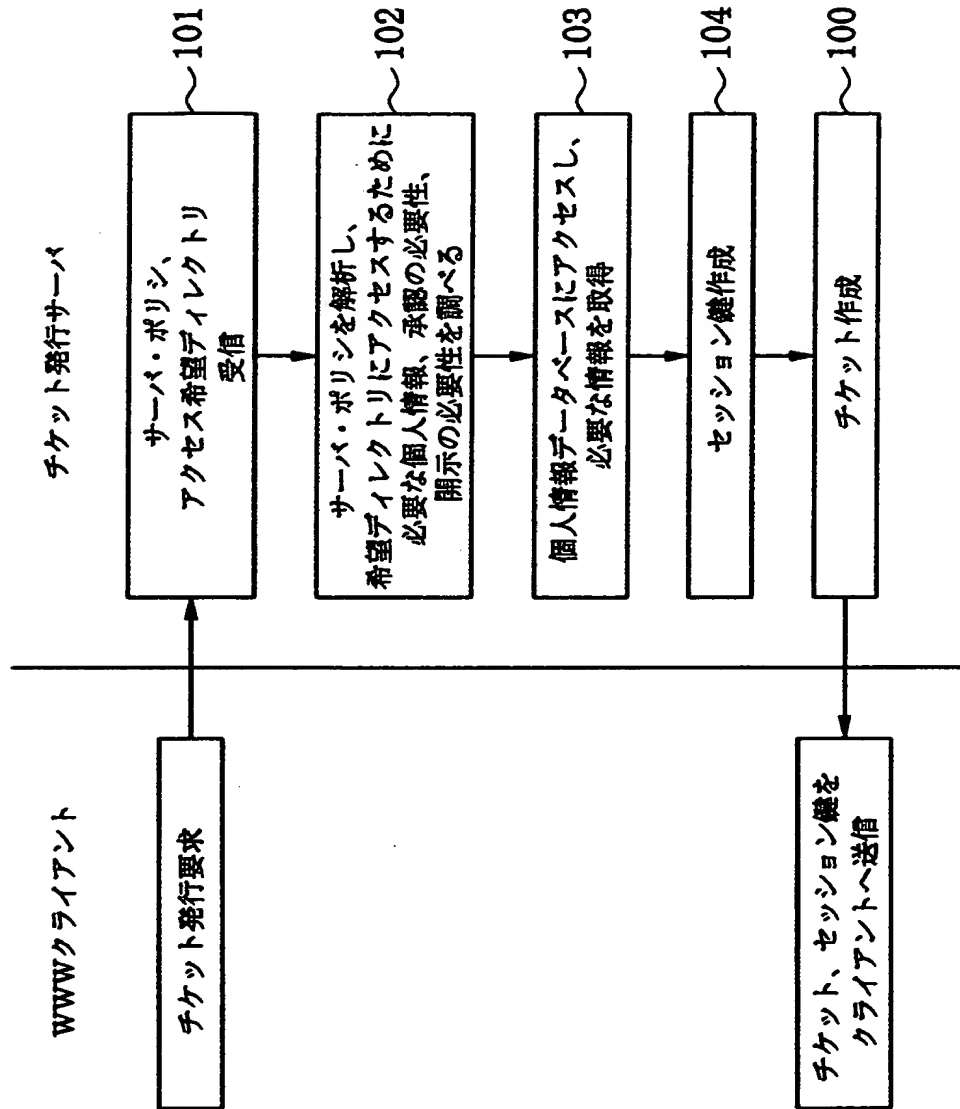 WWWクライアント
チケット発行サーバ
チケット発行要求
サーバ・ポリシ、
アクセス希望ディレクトリ
受信
101
サーバ・ポリシを解析し、
希望ディレクトリにアクセスするために
必要な個人情報、承認の必要性、
開示の必要性を調べる
102
個人情報データベースにアクセスし、
必要な情報を取得
103
セッション鍵作成
104
チケット作成
100
チケット、セッション鍵を
クライアントへ送信